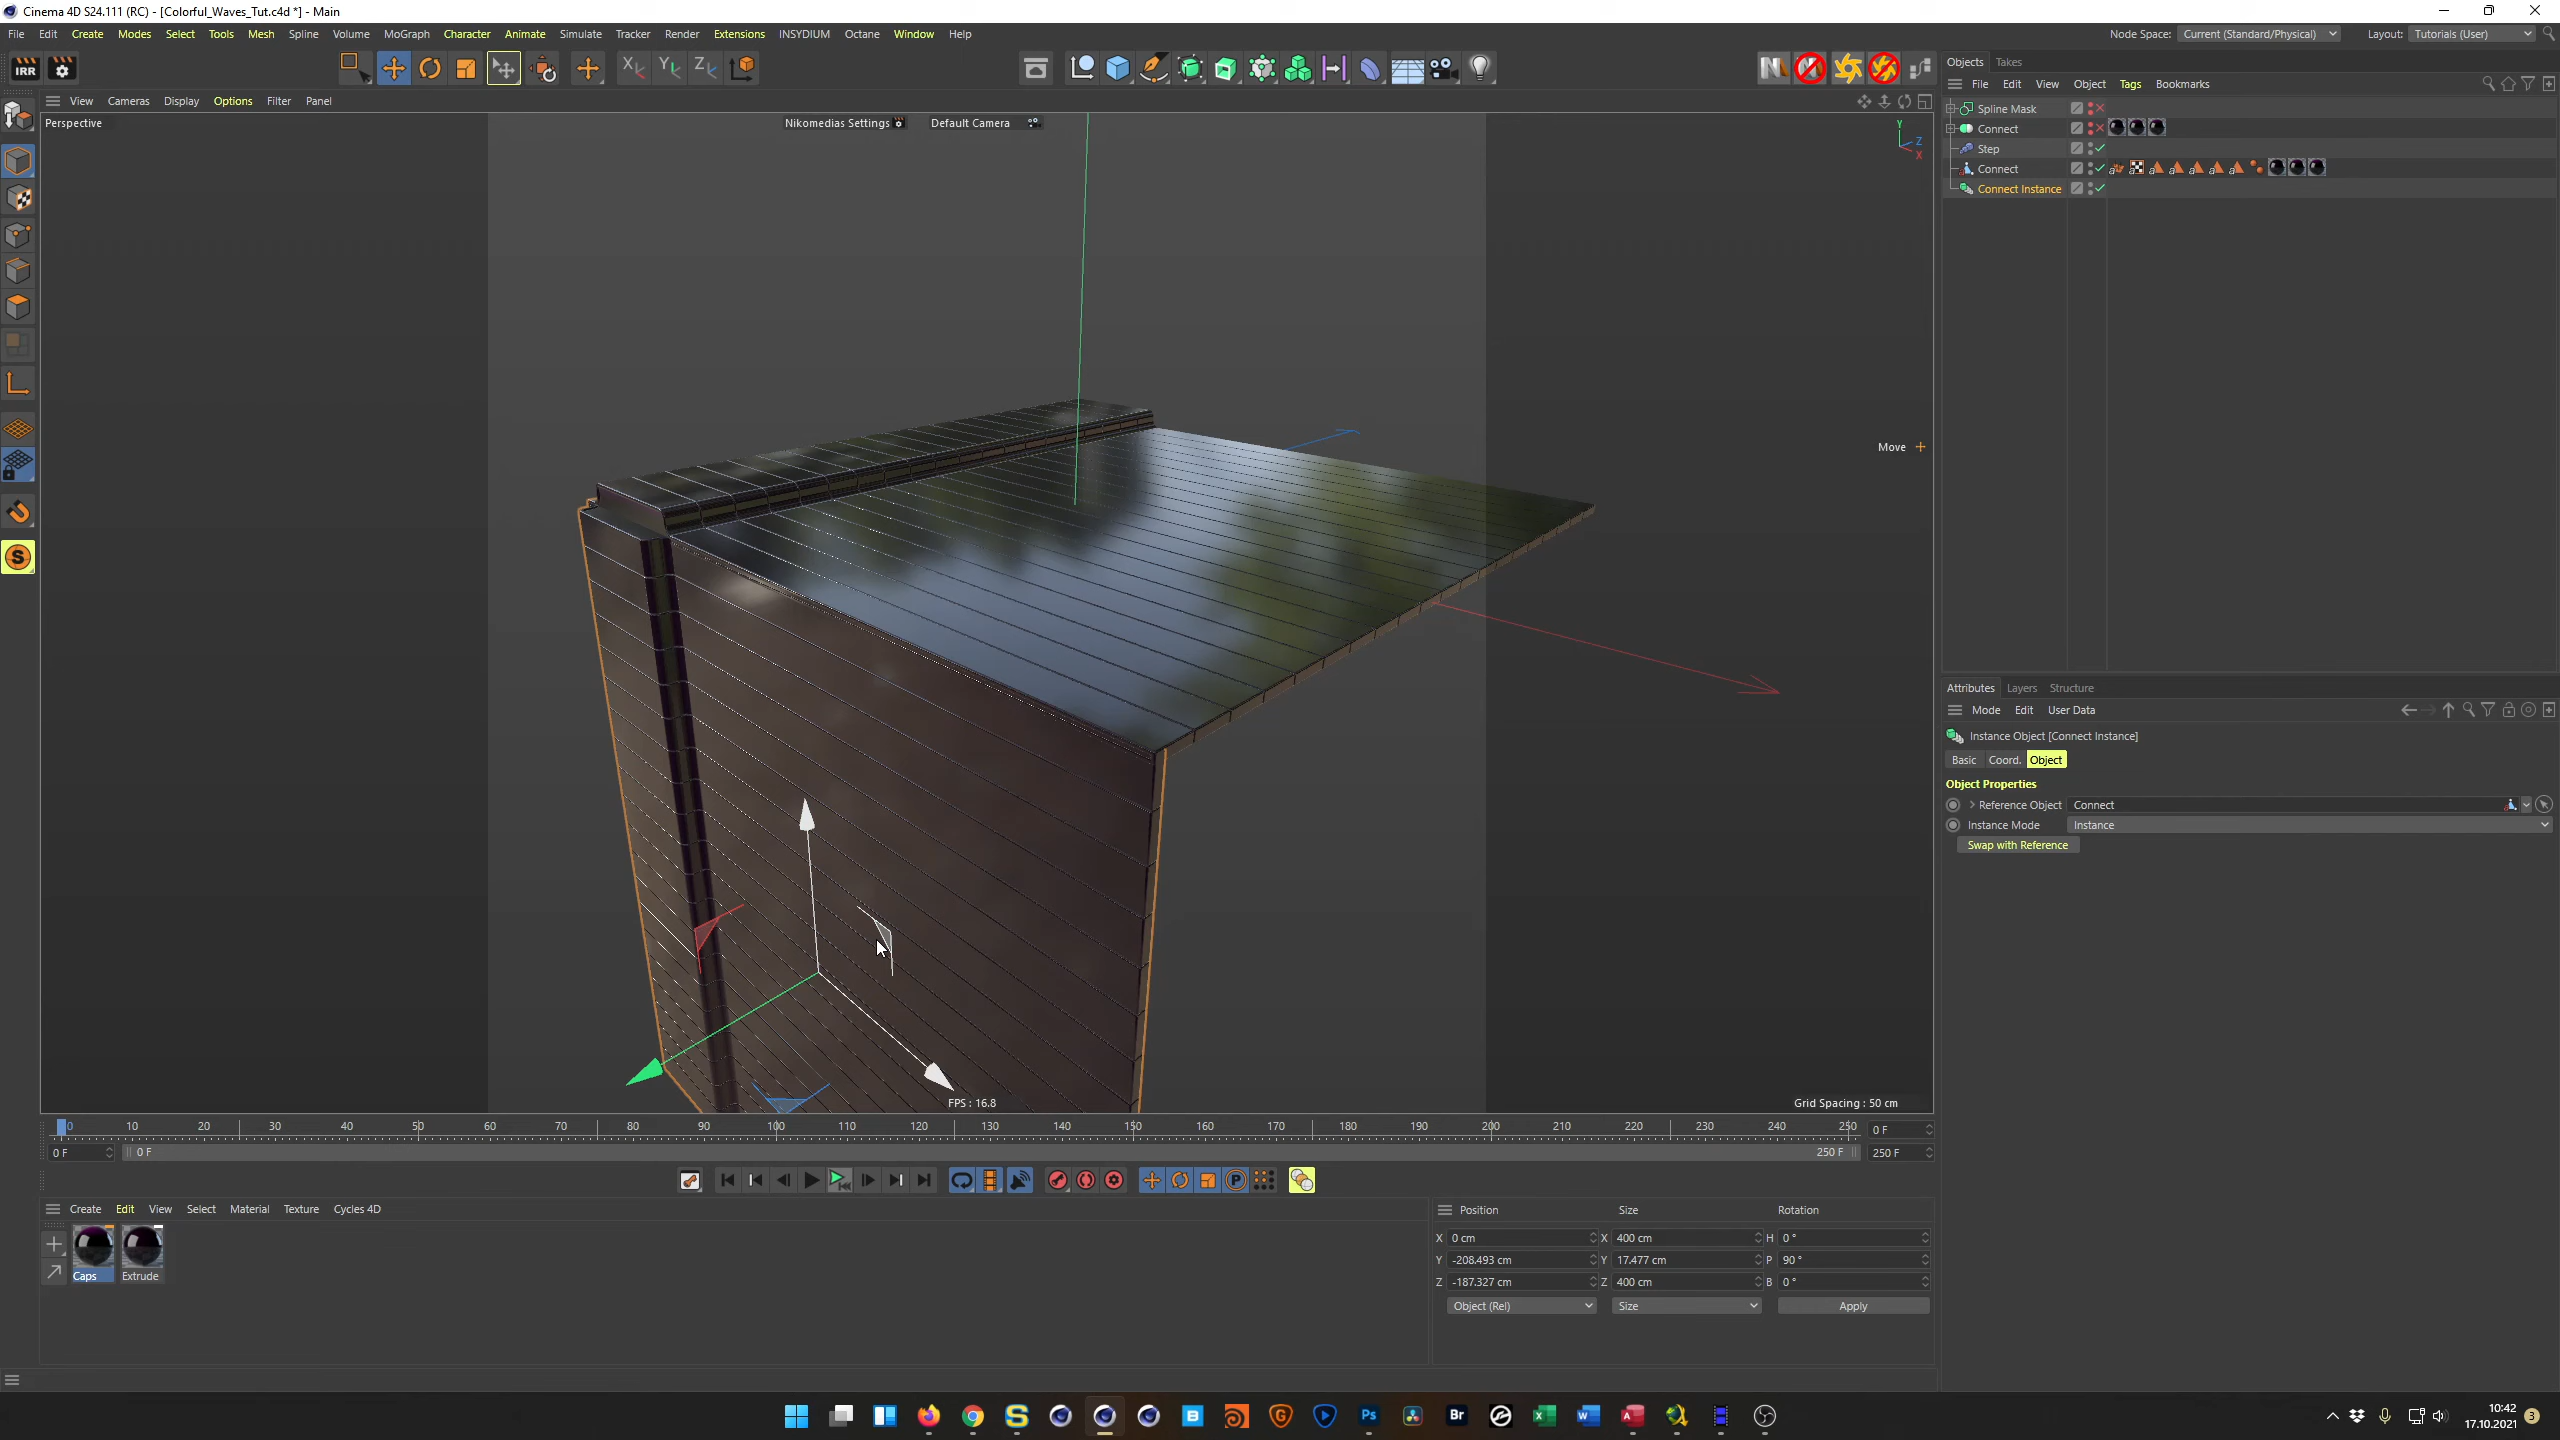 Cinema 4D S24.111 (RC) - [Colorful_Waves_Tut.c4d *] - Main
File Edit Create Modes Select Tools Mesh Spline Volume MoGraph Character Animate Simulate Tracker Render Extensions INSYDIUM Octane Window Help
Node Space: Current (Standard/Physical) Layout: Tutorials (User)
IRR
View Cameras Display Options Filter Panel
Perspective
Nikomedias Settings
Default Camera
Y
Z
X
Move
FPS : 16.8
Grid Spacing : 50 cm
Objects Takes
File Edit View Object Tags Bookmarks
Spline Mask
Connect
Step
Connect
Connect Instance
Attributes Layers Structure
Mode Edit User Data
Instance Object [Connect Instance]
Basic Coord. Object
Object Properties
Reference Object Connect
Instance Mode Instance
Swap with Reference
0 10 20 30 40 50 60 70 80 90 100 110 120 130 140 150 160 170 180 190 200 210 220 230 240 250 0 F
0 F 0 F 250 F 250 F
Create Edit View Select Material Texture Cycles 4D
Caps Extrude
Position Size Rotation
X 0 cm X 400 cm H 0 °
Y -208.493 cm Y 17.477 cm P 90 °
Z -187.327 cm Z 400 cm B 0 °
Object (Rel) Size Apply
10:42
17.10.2021
3